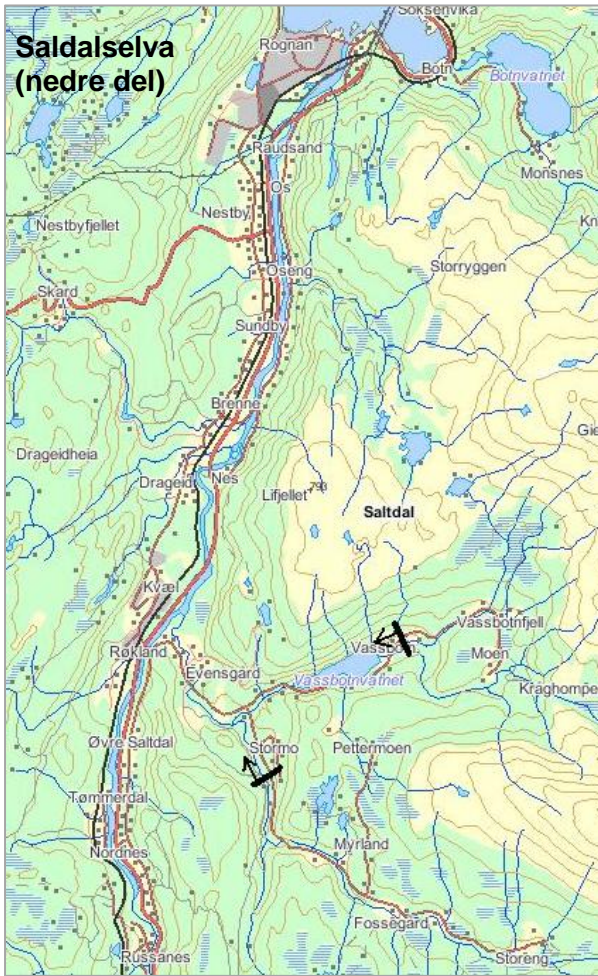 Saldalselva
(nedre del)
Soksenvika
Rognan
Botn
Botnvatnet
Raudsand
Monsnes
Os
Nestby
Nestbyfjellet
Kn
Oseng
Storryggen
Skard
Sundby
Brenne
Gie
Drageidheia
Drageid
Nes
Lifjellet
793
Saltdal
Kvæl
Vassbotnfjell
Vassbotn
Røkland
Moen
Evensgard
Vassbotnvatnet
Kraghompe
Øvre Saltdal
Stormo
Pettermoen
Tømmerdal
Myrland
Nordnes
Fossegard
Russanes
Storeng